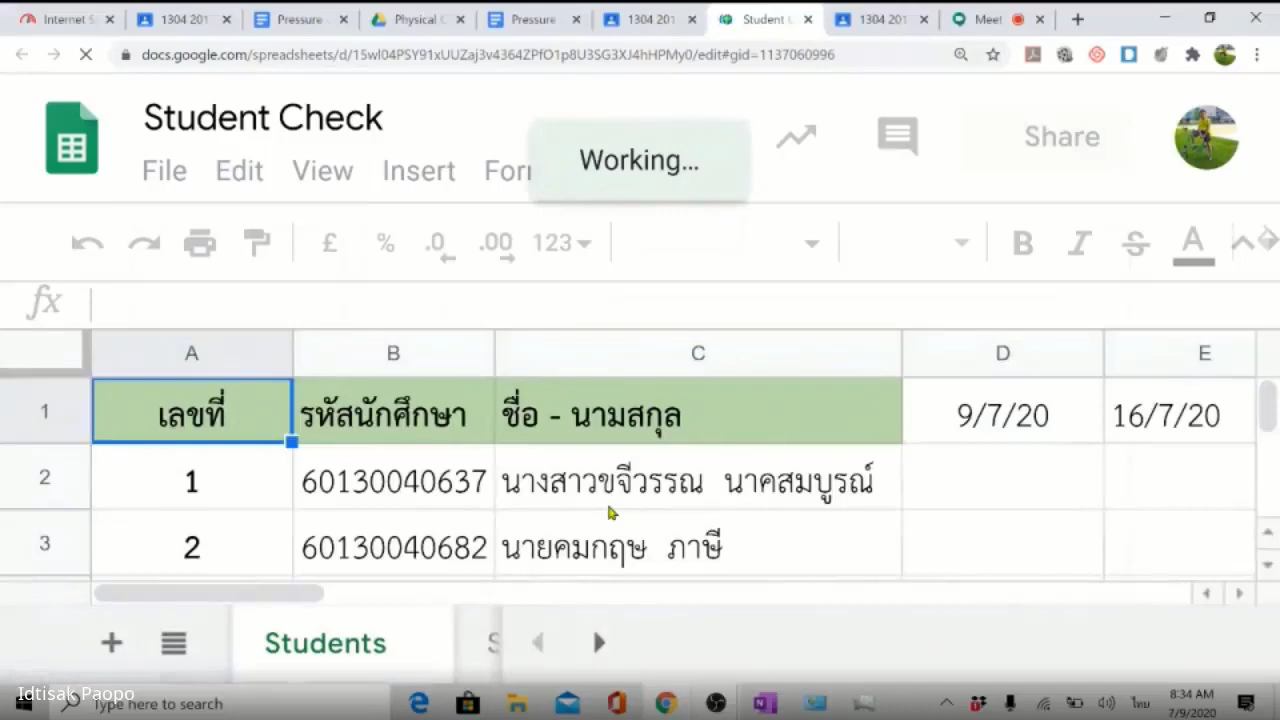 Internet S
1304 201
Pressure
Physical C
Pressure
1304 201
Student
1304 201
Meet
docs.google.com/spreadsheets/d/15wl04PSY91xUUZaj3v4364ZPfO1p8U3SG3XJ4hHPMy0/edit#gid=1137060996
Student Check
Share
File Edit View Insert For
Working...
£ % .0 .00 123 B I S A
fx
A B C D E
1 เลขที่ รหัสนักศึกษา ชื่อ - นามสกุล 9/7/20 16/7/20
2 1 60130040637 นางสาวขจีวรรณ นาคสมบูรณ์
3 2 60130040682 นายคมกฤษ ภาษี
Students S
Idtisak Paopo
Type here to search
ไทย
8:34 AM
7/9/2020